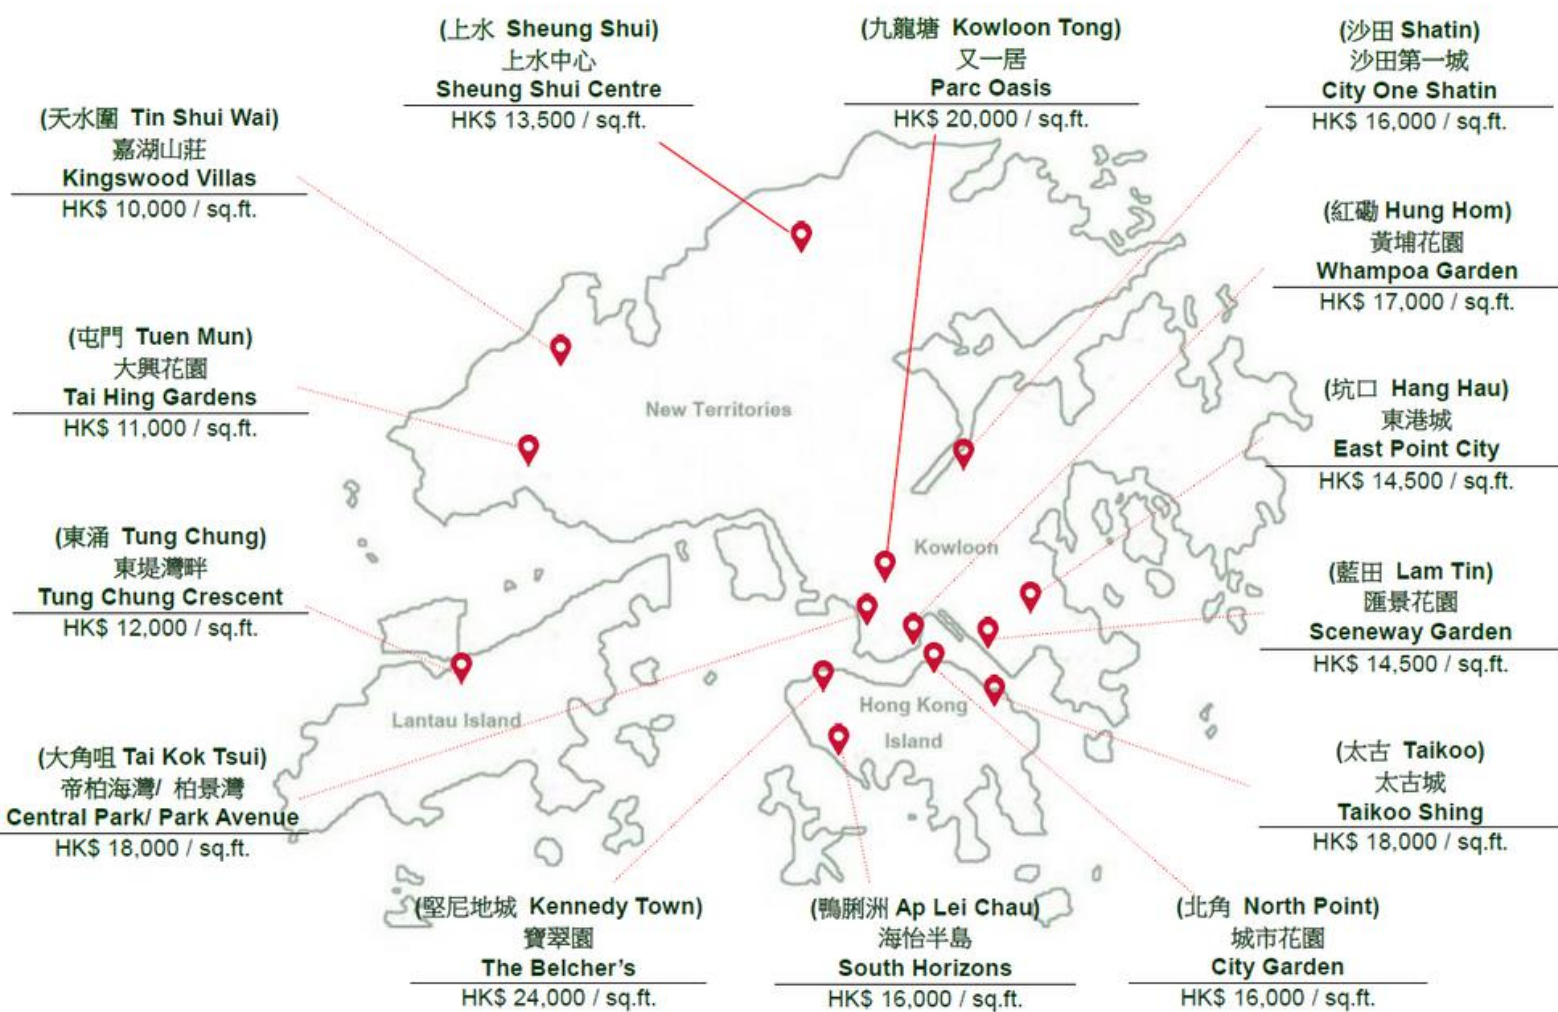 (上水 Sheung Shui)
上水中心
Sheung Shui Centre
HK$ 13,500 / sq.ft.
(九龍塘 Kowloon Tong)
又一居
Parc Oasis
HK$ 20,000 / sq.ft.
(沙田 Shatin)
沙田第一城
City One Shatin
HK$ 16,000 / sq.ft.
(天水圍 Tin Shui Wai)
嘉湖山莊
Kingswood Villas
HK$ 10,000 / sq.ft.
(紅磡 Hung Hom)
黃埔花園
Whampoa Garden
HK$ 17,000 / sq.ft.
(屯門 Tuen Mun)
大興花園
Tai Hing Gardens
HK$ 11,000 / sq.ft.
New Territories
(坑口 Hang Hau)
東港城
East Point City
HK$ 14,500 / sq.ft.
(東涌 Tung Chung)
東堤灣畔
Tung Chung Crescent
HK$ 12,000 / sq.ft.
Kowloon
(藍田 Lam Tin)
匯景花園
Sceneway Garden
HK$ 14,500 / sq.ft.
Lantau Island
Hong Kong
Island
(大角咀 Tai Kok Tsui)
帝柏海灣/ 柏景灣
Central Park/ Park Avenue
HK$ 18,000 / sq.ft.
(太古 Taikoo)
太古城
Taikoo Shing
HK$ 18,000 / sq.ft.
(堅尼地城 Kennedy Town)
寶翠園
The Belcher’s
HK$ 24,000 / sq.ft.
(鴨脷洲 Ap Lei Chau)
海怡半島
South Horizons
HK$ 16,000 / sq.ft.
(北角 North Point)
城市花園
City Garden
HK$ 16,000 / sq.ft.